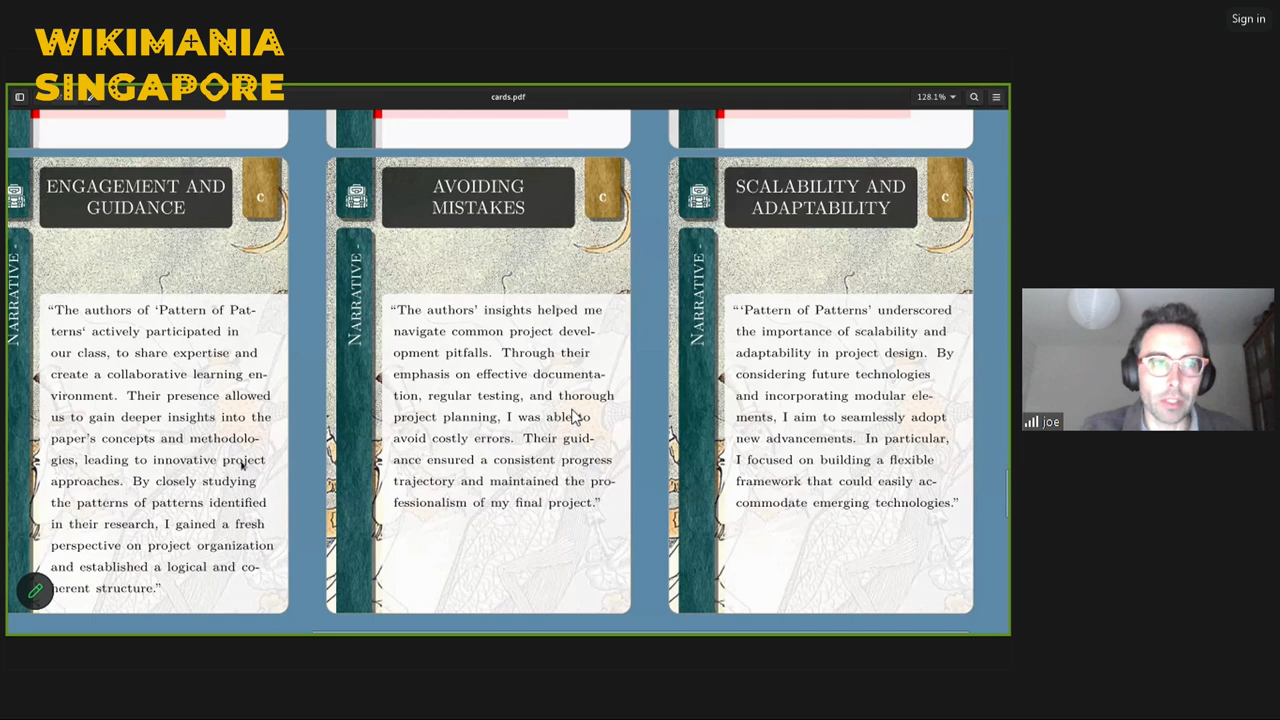 WIKIMANIA
SINGAPORE
Sign in
cards.pdf
128.1%
ENGAGEMENT AND
GUIDANCE
C
NARRATIVE -
“The authors of ‘Pattern of Pat-
terns‘ actively participated in
our class, to share expertise and
create a collaborative learning en-
vironment. Their presence allowed
us to gain deeper insights into the
paper’s concepts and methodolo-
gies, leading to innovative project
approaches. By closely studying
the patterns of patterns identified
in their research, I gained a fresh
perspective on project organization
and established a logical and co-
herent structure.”
AVOIDING
MISTAKES
C
NARRATIVE -
“The authors’ insights helped me
navigate common project devel-
opment pitfalls. Through their
emphasis on effective documenta-
tion, regular testing, and thorough
project planning, I was able to
avoid costly errors. Their guid-
ance ensured a consistent progress
trajectory and maintained the pro-
fessionalism of my final project.”
SCALABILITY AND
ADAPTABILITY
C
NARRATIVE -
“‘Pattern of Patterns’ underscored
the importance of scalability and
adaptability in project design. By
considering future technologies
and incorporating modular ele-
ments, I aim to seamlessly adopt
new advancements. In particular,
I focused on building a flexible
framework that could easily ac-
commodate emerging technologies.”
joe